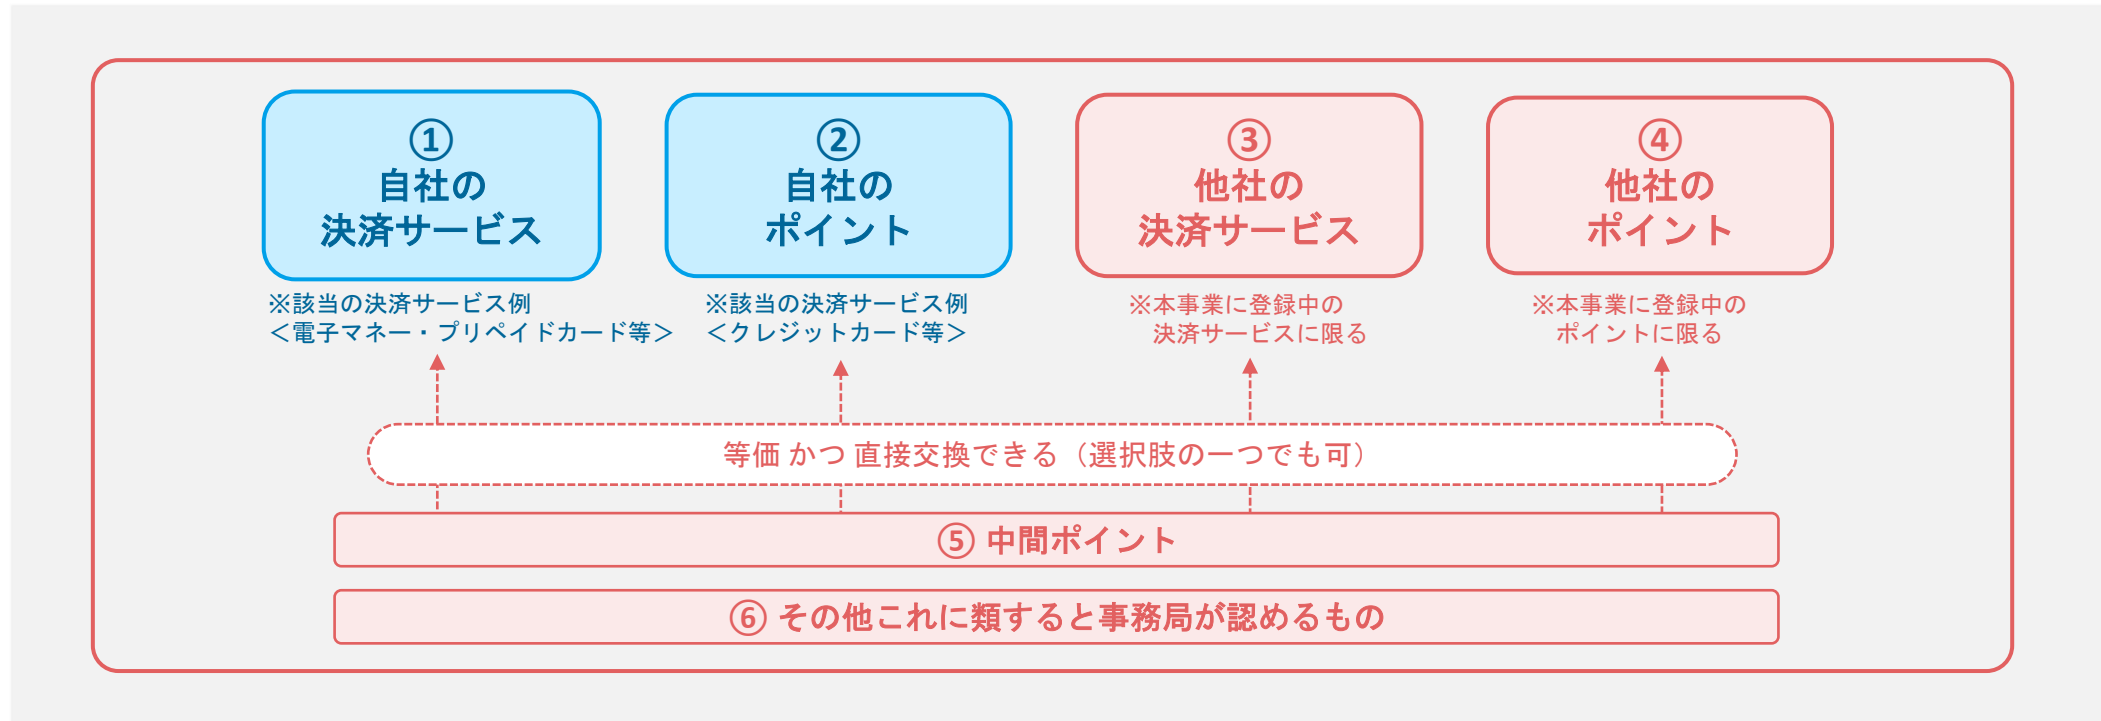 ①
自社の
決済サービス
※該当の決済サービス例
＜電子マネー・プリペイドカード等＞
②
自社の
ポイント
※該当の決済サービス例
＜クレジットカード等＞
③
他社の
決済サービス
※本事業に登録中の
決済サービスに限る
④
他社の
ポイント
※本事業に登録中の
ポイントに限る
等価 かつ 直接交換できる（選択肢の一つでも可）
⑤ 中間ポイント
⑥ その他これに類すると事務局が認めるもの